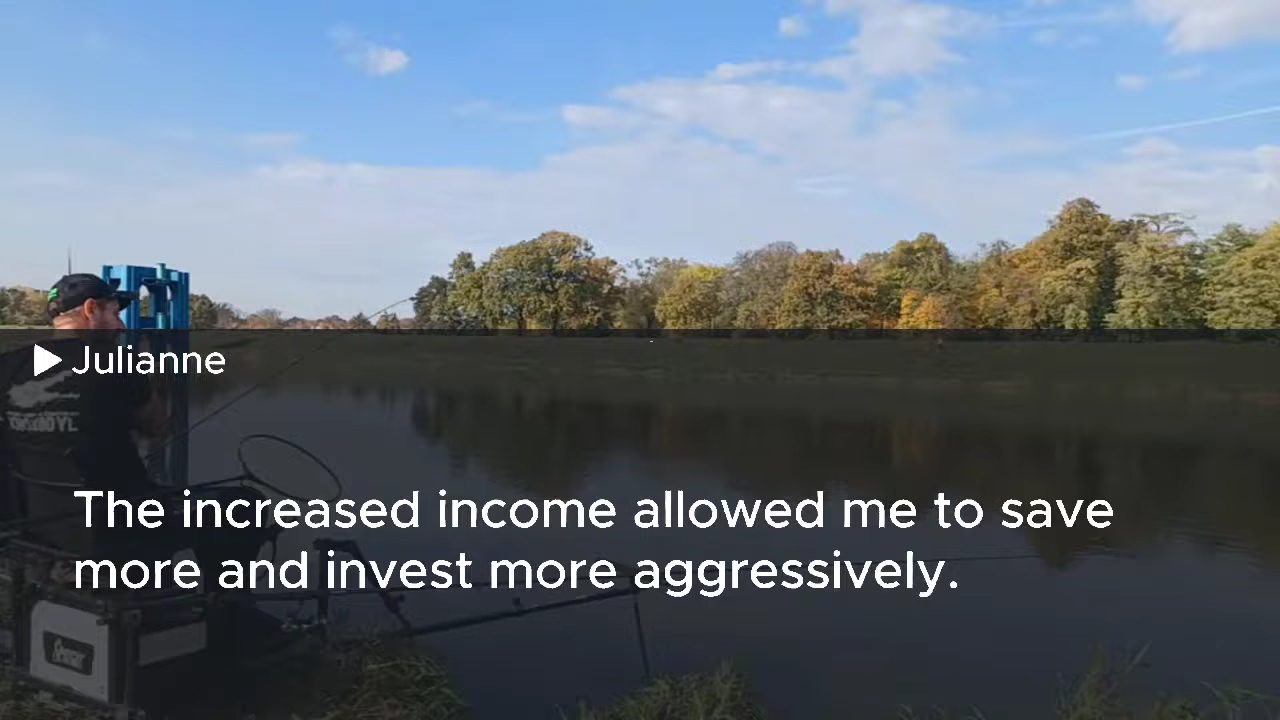 Julianne
The increased income allowed me to save
more and invest more aggressively.